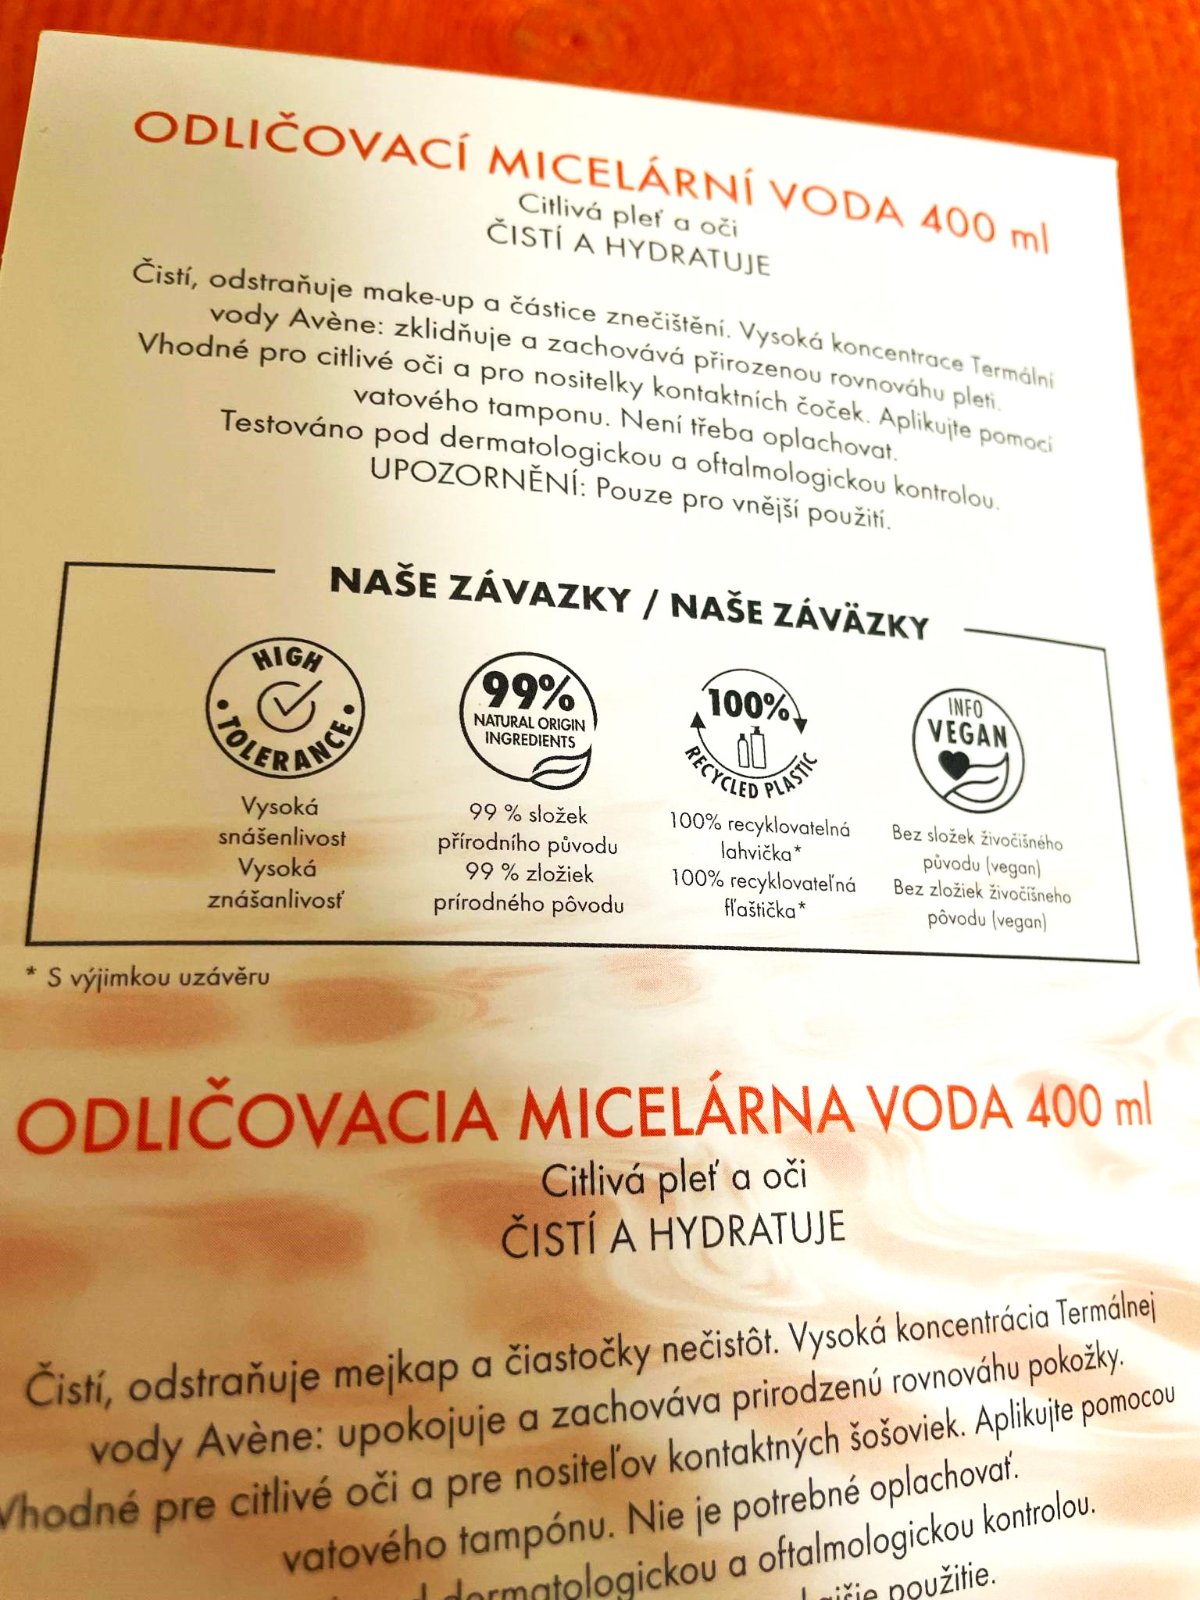 ODLIČOVACÍ MICELÁRNÍ VODA 400 ml
Citlivá pleť a oči
ČISTÍ A HYDRATUJE
Čistí, odstraňuje make-up a částice znečištění. Vysoká koncentrace Termální
vody Avène: zklidňuje a zachovává přirozenou rovnováhu pleti.
Vhodné pro citlivé oči a pro nositelky kontaktních čoček. Aplikujte pomocí
vatového tamponu. Není třeba oplachovat.
Testováno pod dermatologickou a oftalmologickou kontrolou.
UPOZORNĚNÍ: Pouze pro vnější použití.
NAŠE ZÁVAZKY / NAŠE ZÁVÄZKY
HIGH
TOLERANCE
Vysoká
snášenlivost
Vysoká
znášanlivosť
99%
NATURAL ORIGIN
INGREDIENTS
99 % složek
přírodního původu
99 % zložiek
prírodného pôvodu
100%
RECYCLED PLASTIC
100% recyklovatelná
lahvička*
100% recyklovateľná
fľaštička*
INFO
VEGAN
Bez složek živočišného
původu (vegan)
Bez zložiek živočíšneho
pôvodu (vegan)
* S výjimkou uzávěru
ODLIČOVACIA MICELÁRNA VODA 400 ml
Citlivá pleť a oči
ČISTÍ A HYDRATUJE
Čistí, odstraňuje mejkap a čiastočky nečistôt. Vysoká koncentrácia Termálnej
vody Avène: upokojuje a zachováva prirodzenú rovnováhu pokožky.
Vhodné pre citlivé oči a pre nositeľov kontaktných šošoviek. Aplikujte pomocou
vatového tampónu. Nie je potrebné oplachovať.
dermatologickou a oftalmologickou kontrolou.
použitie.